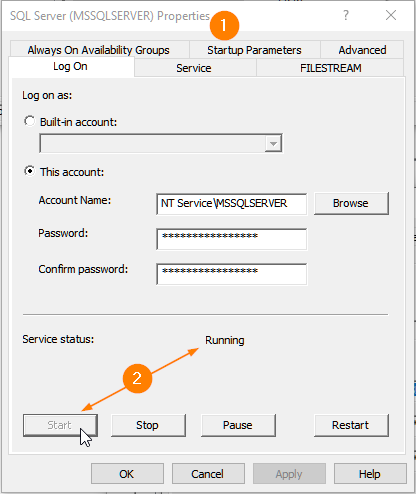 SQL Server (MSSQLSERVER) Properties
?
1
Always On Availability Groups
Startup Parameters
Advanced
Log On
Service
FILESTREAM
Log on as:
Built-in account:
This account:
Account Name:
NT Service\MSSQLSERVER
Browse
Password:
****************
Confirm password:
****************
Service status:
Running
2
Start
Stop
Pause
Restart
OK
Cancel
Apply
Help